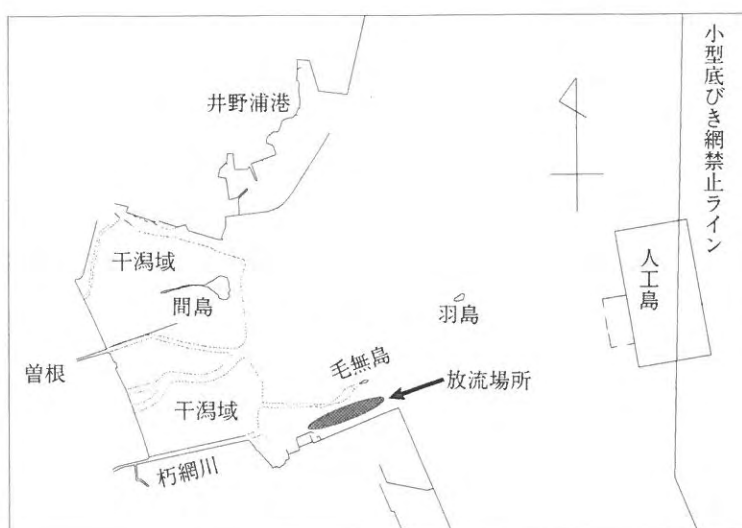 小型底びき網禁止ライン
井野浦港
干潟域
間島
人工島
羽島
曽根
毛無島
放流場所
干潟域
朽網川